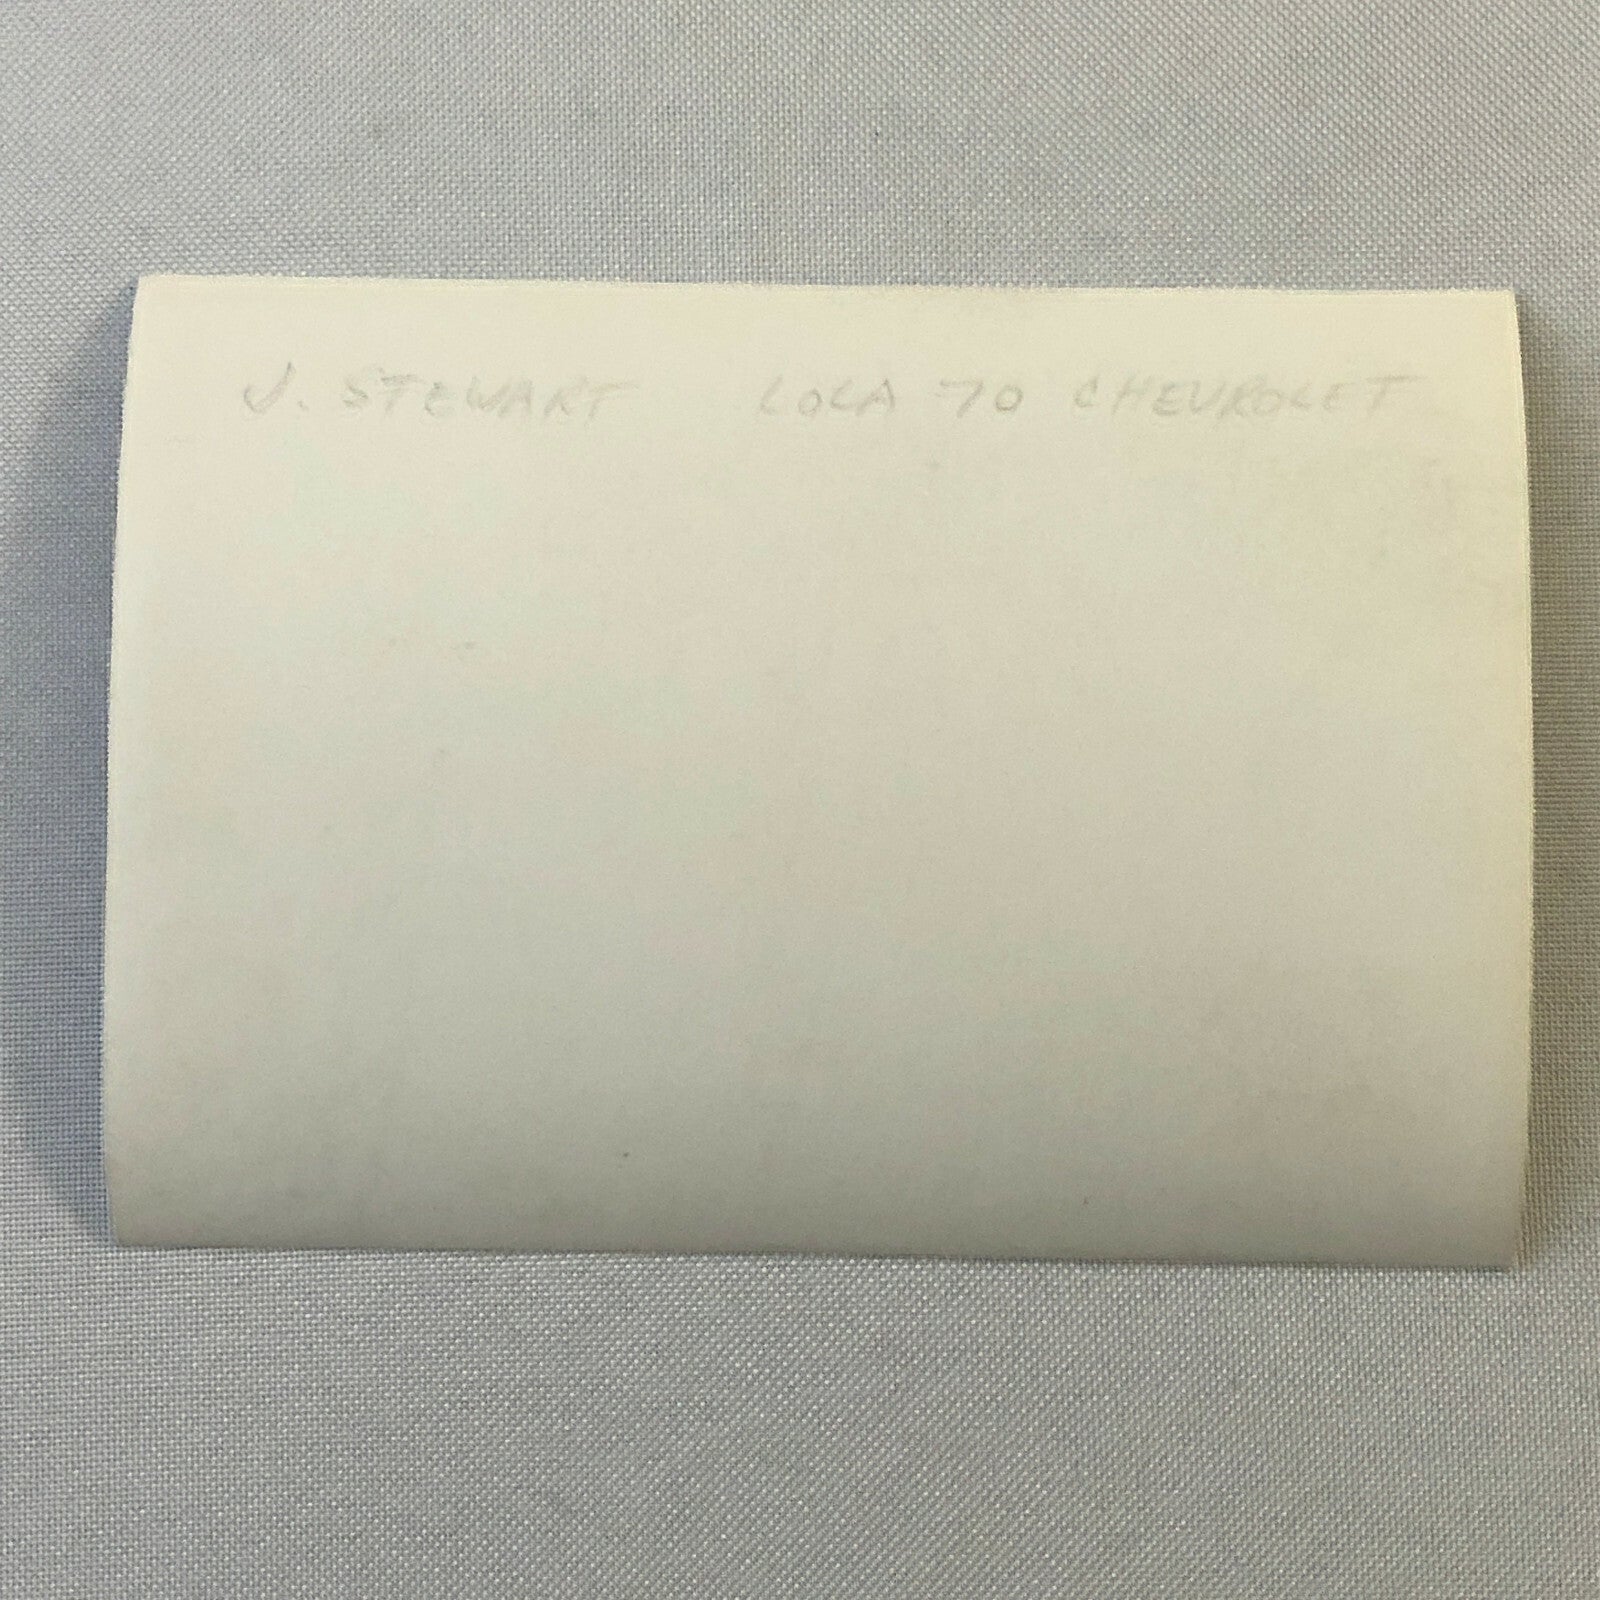 J. STEWART LOLA 70 CHEVROLET